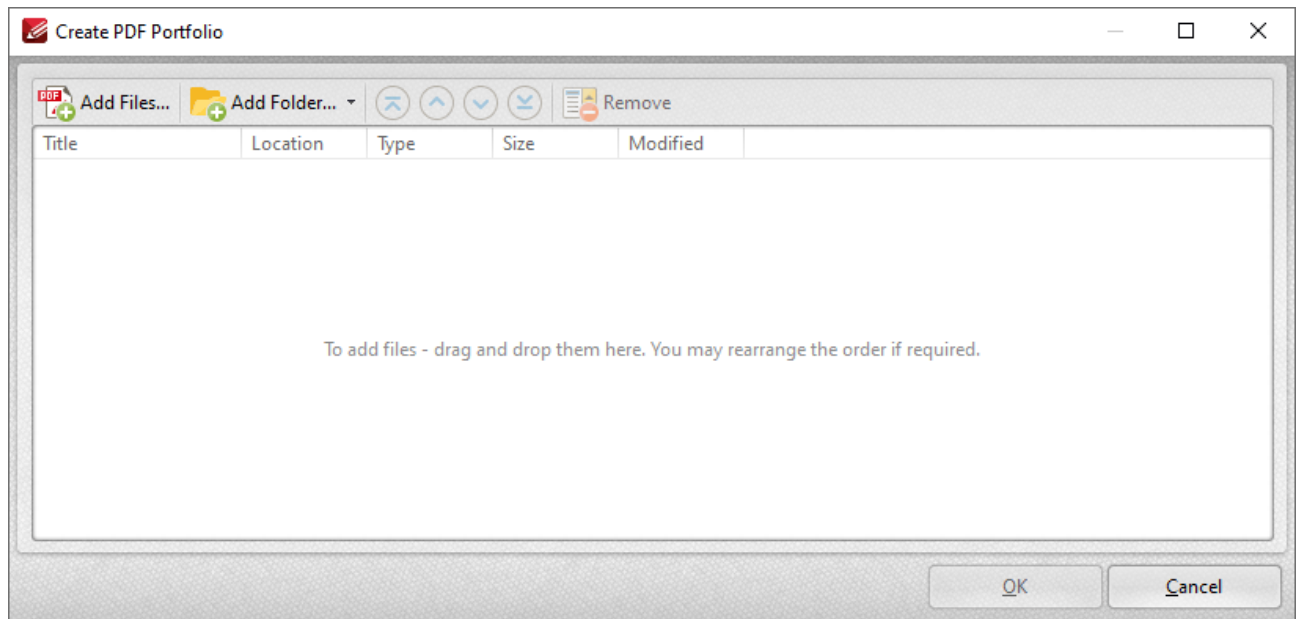 Create PDF Portfolio
PDF Add Files... Add Folder... Remove
Title Location Type Size Modified
To add files - drag and drop them here. You may rearrange the order if required.
OK Cancel